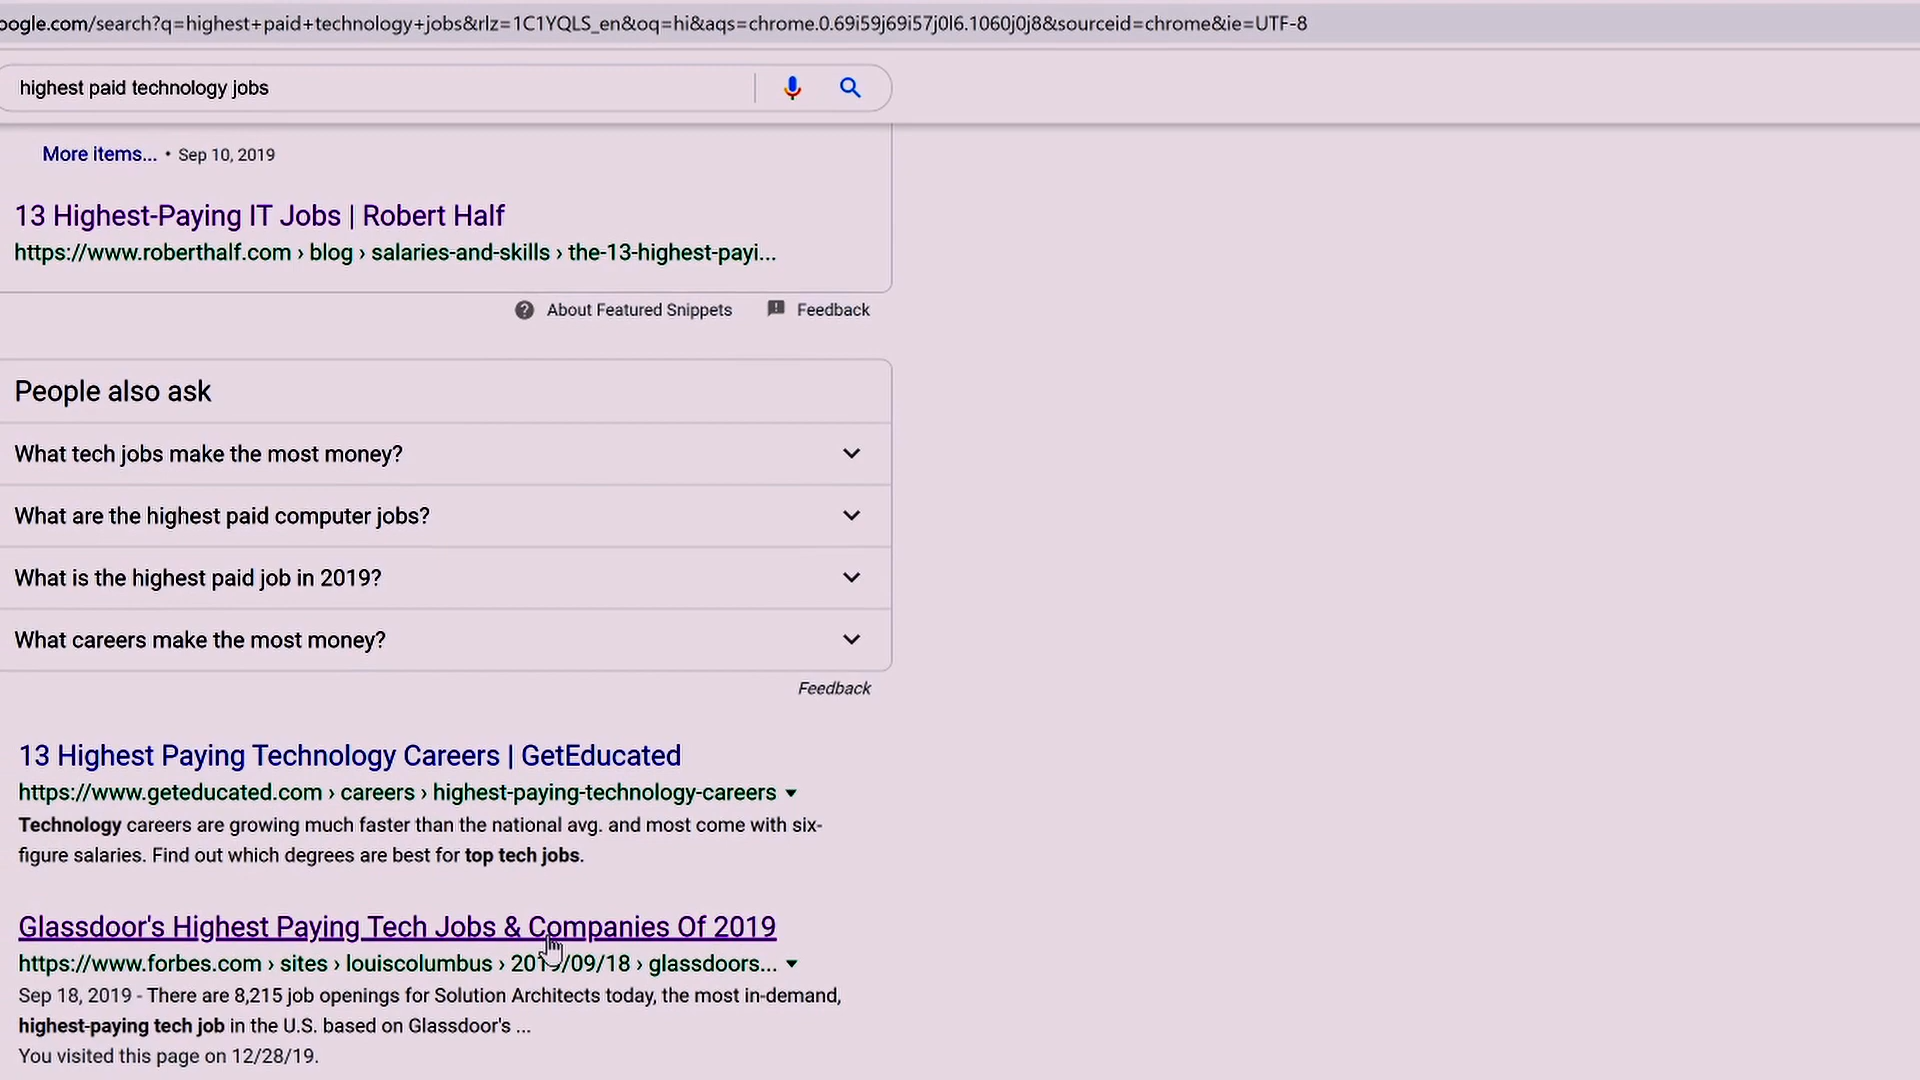 oogle.com/search?q=highest+paid+technology+jobs&rlz=1C1YQLS_en&oq=hi&aqs=chrome.0.69i59j69i57j0l6.1060j0j8&sourceid=chrome&ie=UTF-8
highest paid technology jobs
More items... • Sep 10, 2019
13 Highest-Paying IT Jobs | Robert Half
https://www.roberthalf.com › blog › salaries-and-skills › the-13-highest-payi...
About Featured Snippets Feedback
People also ask
What tech jobs make the most money?
What are the highest paid computer jobs?
What is the highest paid job in 2019?
What careers make the most money?
Feedback
13 Highest Paying Technology Careers | GetEducated
https://www.geteducated.com › careers › highest-paying-technology-careers
Technology careers are growing much faster than the national avg. and most come with six-
figure salaries. Find out which degrees are best for top tech jobs.
Glassdoor's Highest Paying Tech Jobs & Companies Of 2019
https://www.forbes.com › sites › louiscolumbus › 2019/09/18 › glassdoors...
Sep 18, 2019 - There are 8,215 job openings for Solution Architects today, the most in-demand,
highest-paying tech job in the U.S. based on Glassdoor's ...
You visited this page on 12/28/19.